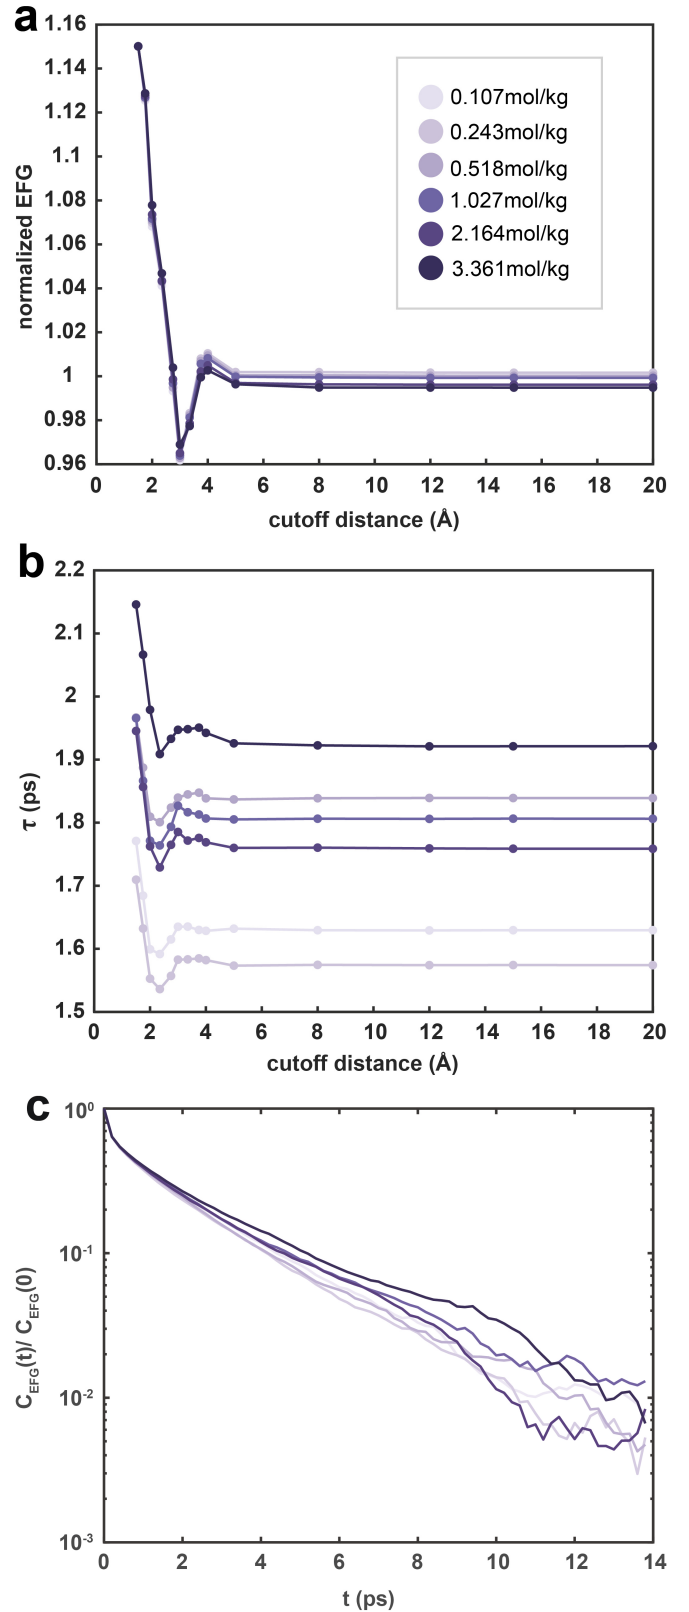 a
1.16
1.14
1.12
1.1
1.08
1.06
1.04
1.02
1
0.98
0.96
normalized EFG
0.107mol/kg
0.243mol/kg
0.518mol/kg
1.027mol/kg
2.164mol/kg
3.361mol/kg
0 2 4 6 8 10 12 14 16 18 20
cutoff distance (Å)
b
2.2
2.1
2
1.9
1.8
1.7
1.6
1.5
τ (ps)
0 2 4 6 8 10 12 14 16 18 20
cutoff distance (Å)
c
10⁰
10⁻¹
10⁻²
10⁻³
C_EFG(t)/ C_EFG(0)
0 2 4 6 8 10 12 14
t (ps)